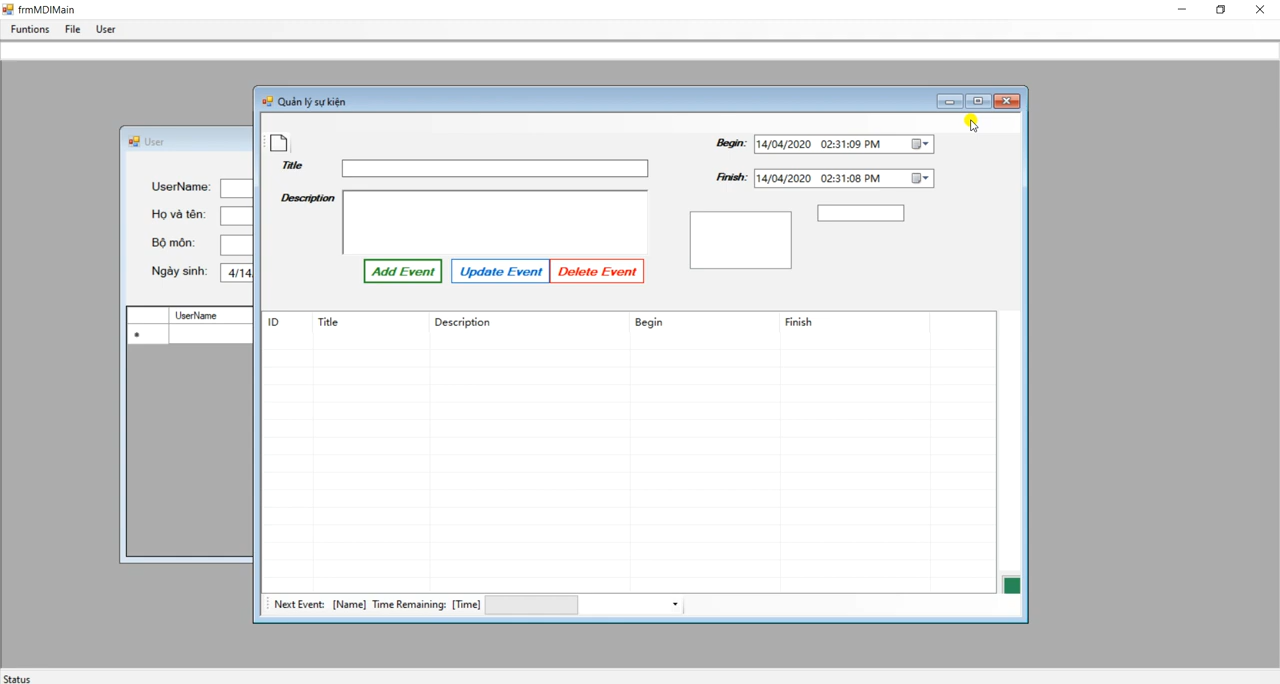 frmMDIMain
Funtions File User
Quản lý sự kiện
Begin: 14/04/2020 02:31:09 PM
Title
Finish: 14/04/2020 02:31:08 PM
Description
Add Event Update Event Delete Event
ID Title Description Begin Finish
Next Event: [Name] Time Remaining: [Time]
User
UserName:
Họ và tên:
Bộ môn:
Ngày sinh: 4/14
UserName
*
Status